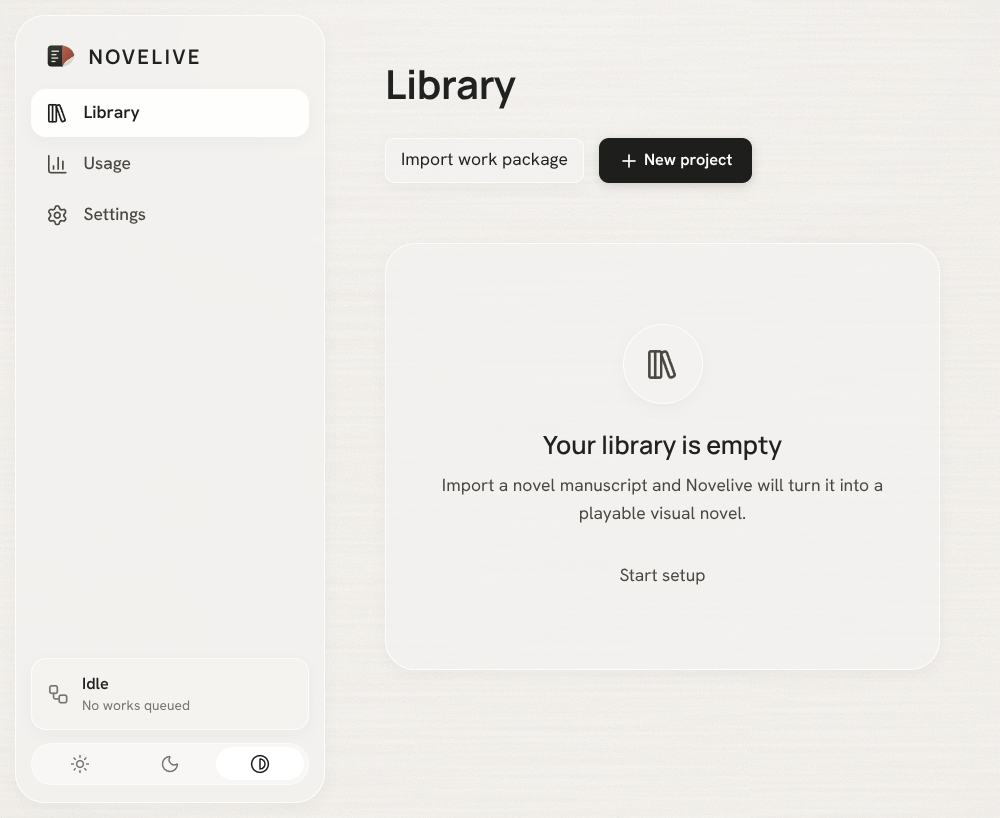 NOVELIVE
Library
Usage
Settings
Idle
No works queued
Library
Import work package
New project
Your library is empty
Import a novel manuscript and Novelive will turn it into a
playable visual novel.
Start setup